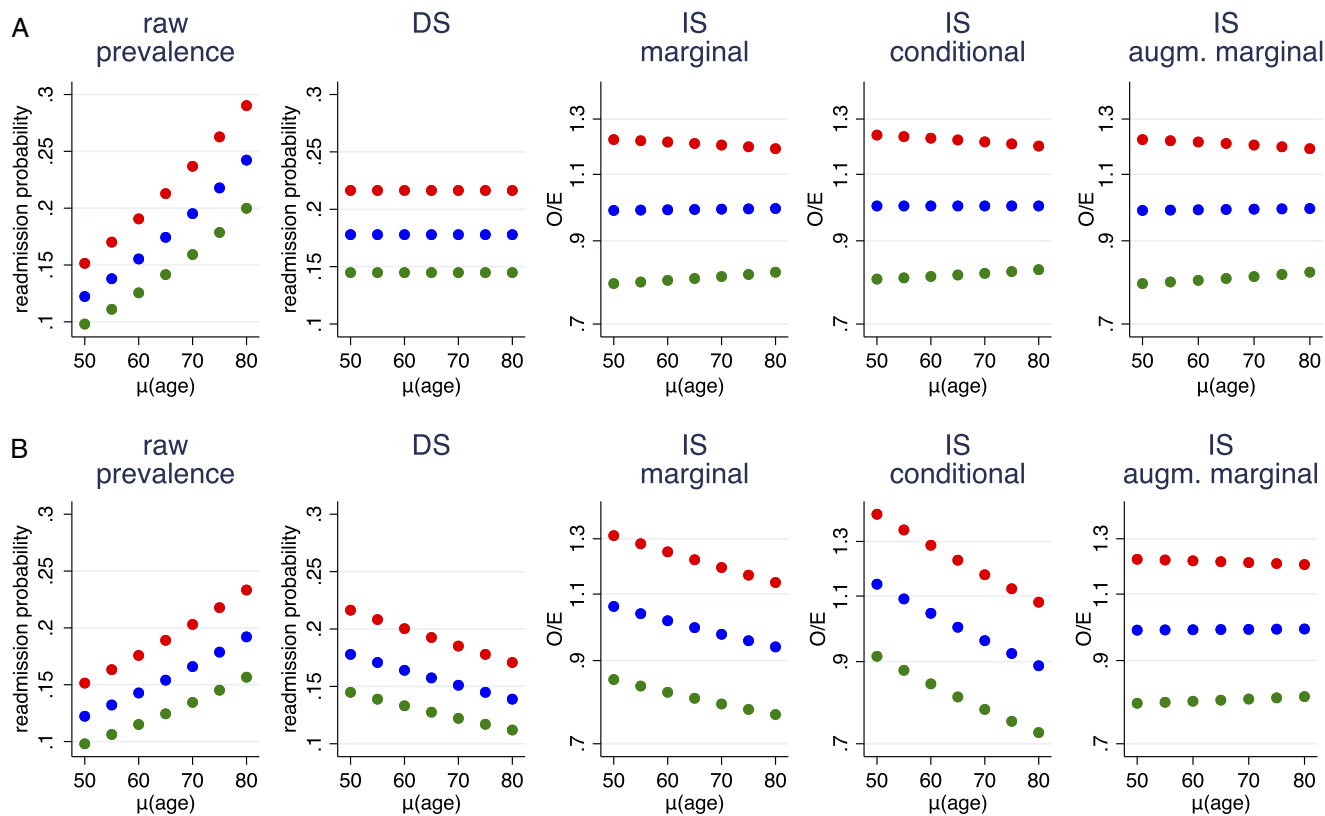 A
raw
prevalence
DS
IS
marginal
IS
conditional
IS
augm. marginal
readmission probability
.3
.25
.2
.15
.1
50 60 70 80
µ(age)
readmission probability
.3
.25
.2
.15
.1
50 60 70 80
µ(age)
O/E
1.3
1.1
.9
.7
50 60 70 80
µ(age)
O/E
1.3
1.1
.9
.7
50 60 70 80
µ(age)
O/E
1.3
1.1
.9
.7
50 60 70 80
µ(age)
B
raw
prevalence
DS
IS
marginal
IS
conditional
IS
augm. marginal
readmission probability
.3
.25
.2
.15
.1
50 60 70 80
µ(age)
readmission probability
.3
.25
.2
.15
.1
50 60 70 80
µ(age)
O/E
1.3
1.1
.9
.7
50 60 70 80
µ(age)
O/E
1.3
1.1
.9
.7
50 60 70 80
µ(age)
O/E
1.3
1.1
.9
.7
50 60 70 80
µ(age)